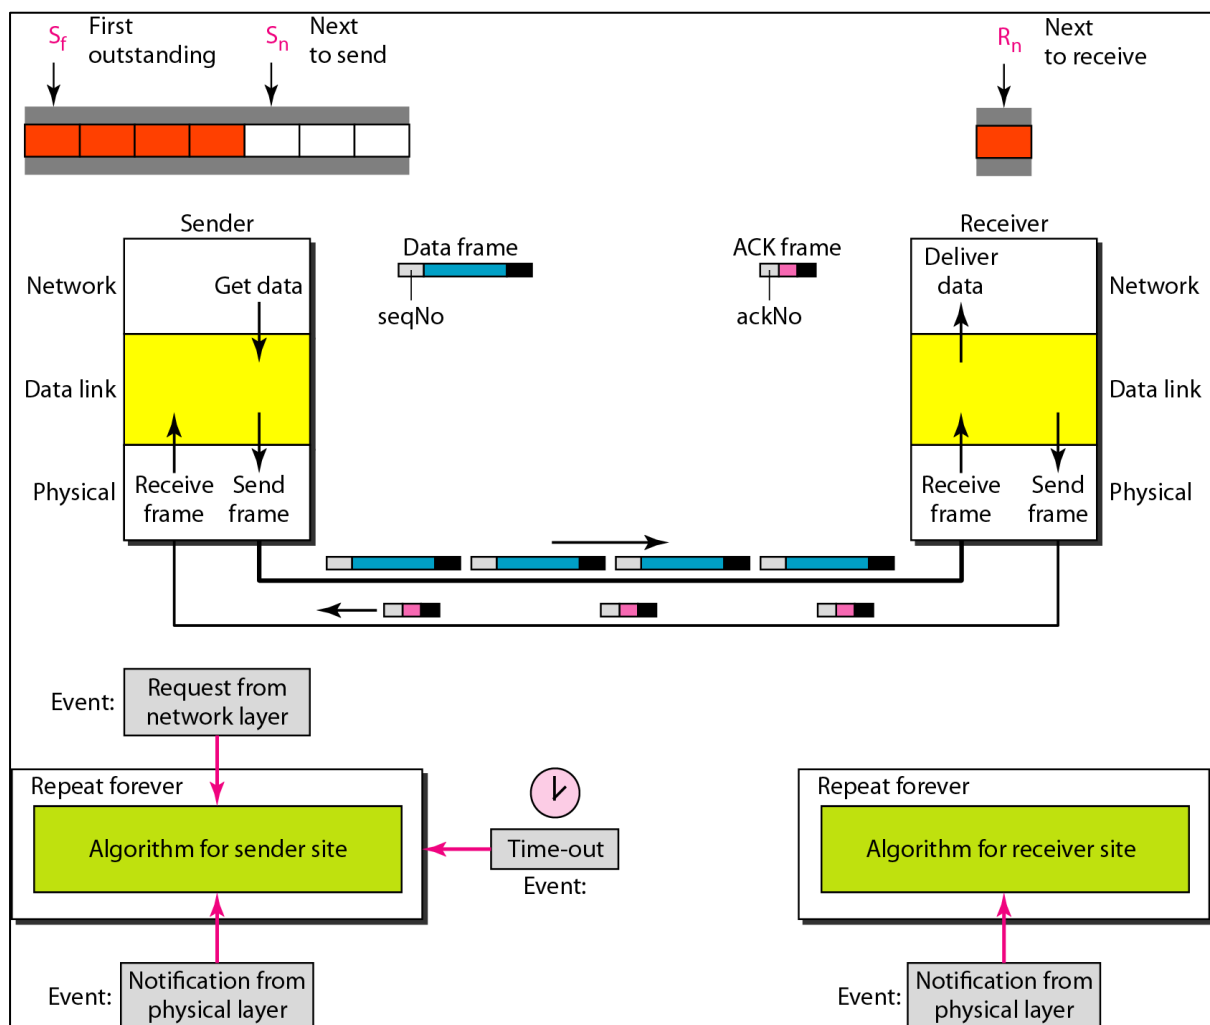 Sf First outstanding
Sn Next to send
Rn Next to receive
Sender
Receiver
Data frame
seqNo
ACK frame
ackNo
Network
Get data
Data link
Physical
Receive frame
Send frame
Deliver data
Network
Data link
Receive frame
Send frame
Physical
Event:
Request from
network layer
Repeat forever
Algorithm for sender site
Time-out
Event:
Repeat forever
Algorithm for receiver site
Event:
Notification from
physical layer
Event:
Notification from
physical layer